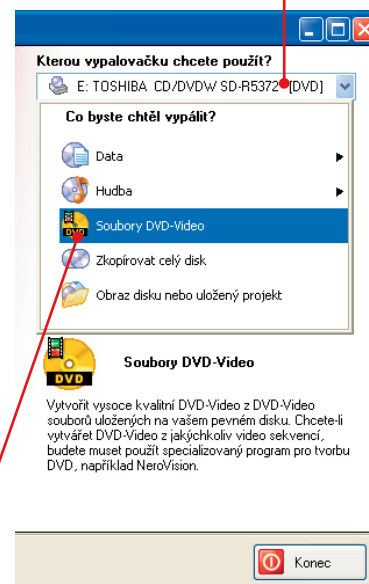 Kterou vypalovačku chcete použít?
E: TOSHIBA CD/DVDW SD-R5372 [DVD]
Co byste chtěl vypálit?
Data
Hudba
DVD
Soubory DVD-Video
Zkopírovat celý disk
Obraz disku nebo uložený projekt
DVD
Soubory DVD-Video
Vytvořit vysoce kvalitní DVD-Video z DVD-Video
souborů uložených na vašem pevném disku. Chcete-li
vytvářet DVD-Video z jakýchkoliv video sekvencí,
budete muset použít specializovaný program pro tvorbu
DVD, například NeroVision.
Konec